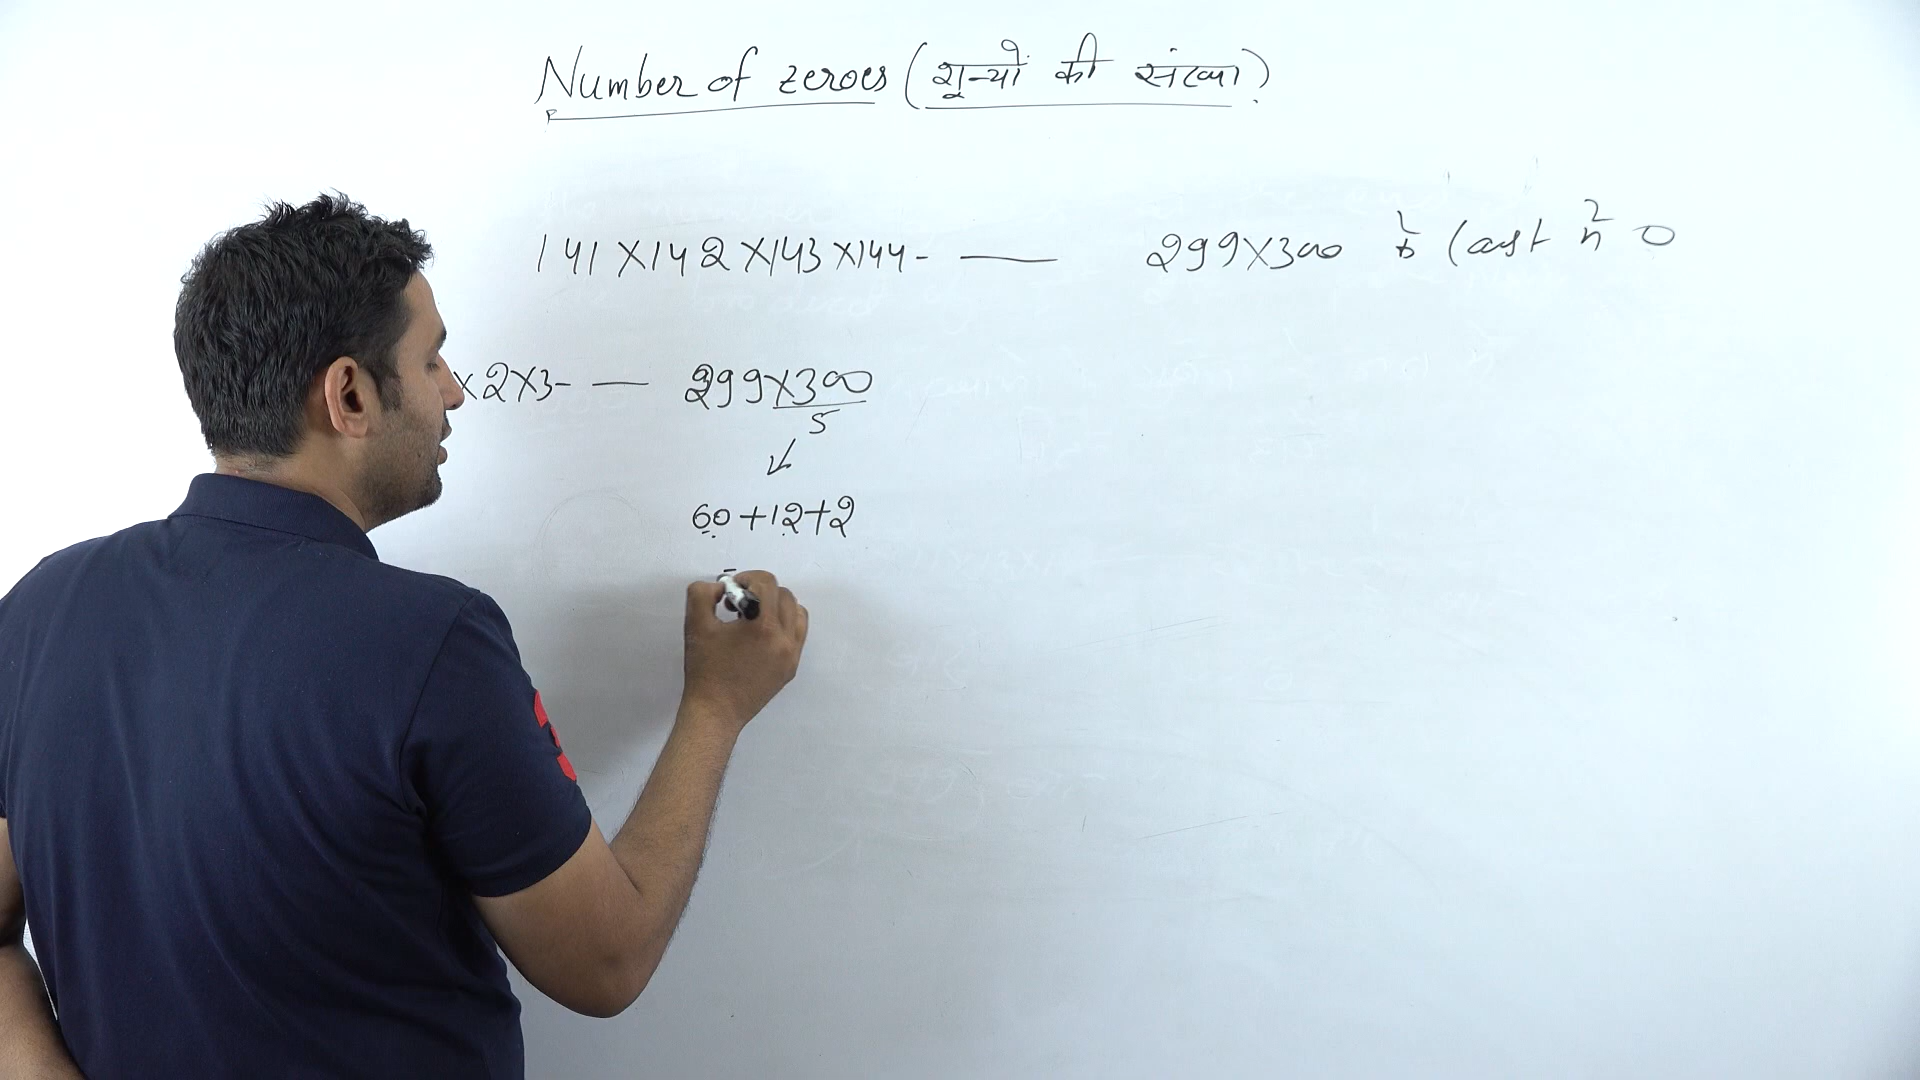 Number of zeroes (शून्यो की संख्या)
141 X 142 X 143 X 144 - — 299 X 300 के last में 0
x 2 X 3 - — 299 X 300
5
↙
60 + 12 + 2
=